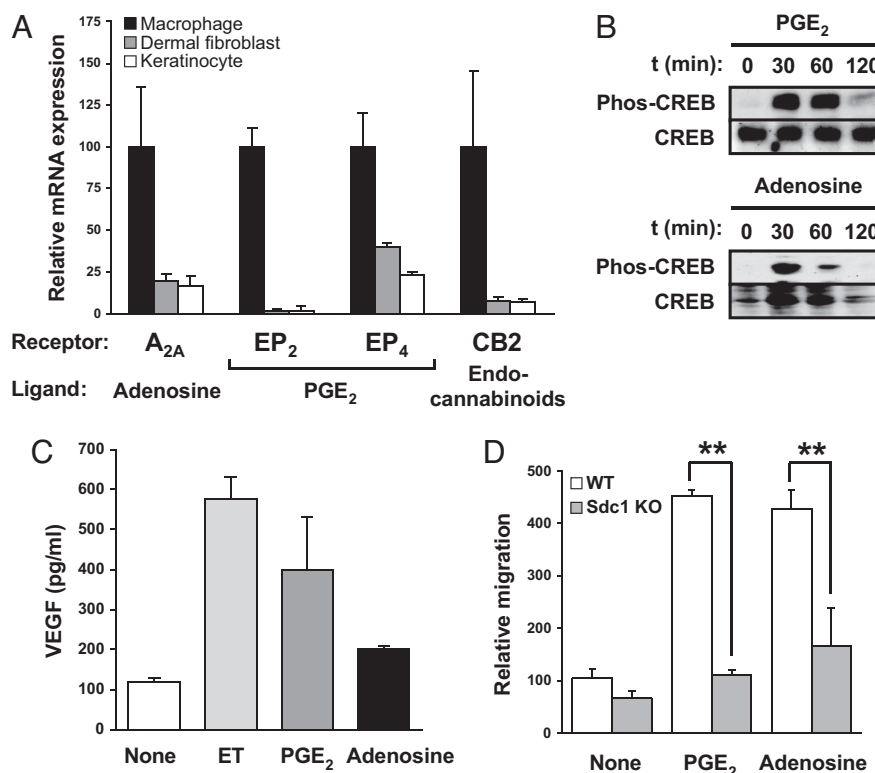 A
Relative mRNA expression
175
150
125
100
75
50
25
0
Macrophage
Dermal fibroblast
Keratinocyte
Receptor: A2A EP2 EP4 CB2
Ligand: Adenosine PGE2 Endo-
cannabinoids
B
PGE2
t (min): 0 30 60 120
Phos-CREB
CREB
Adenosine
t (min): 0 30 60 120
Phos-CREB
CREB
C
VEGF (pg/ml)
700
600
500
400
300
200
100
0
None ET PGE2 Adenosine
D
Relative migration
500
400
300
200
100
0
WT
Sdc1 KO
** **
None PGE2 Adenosine